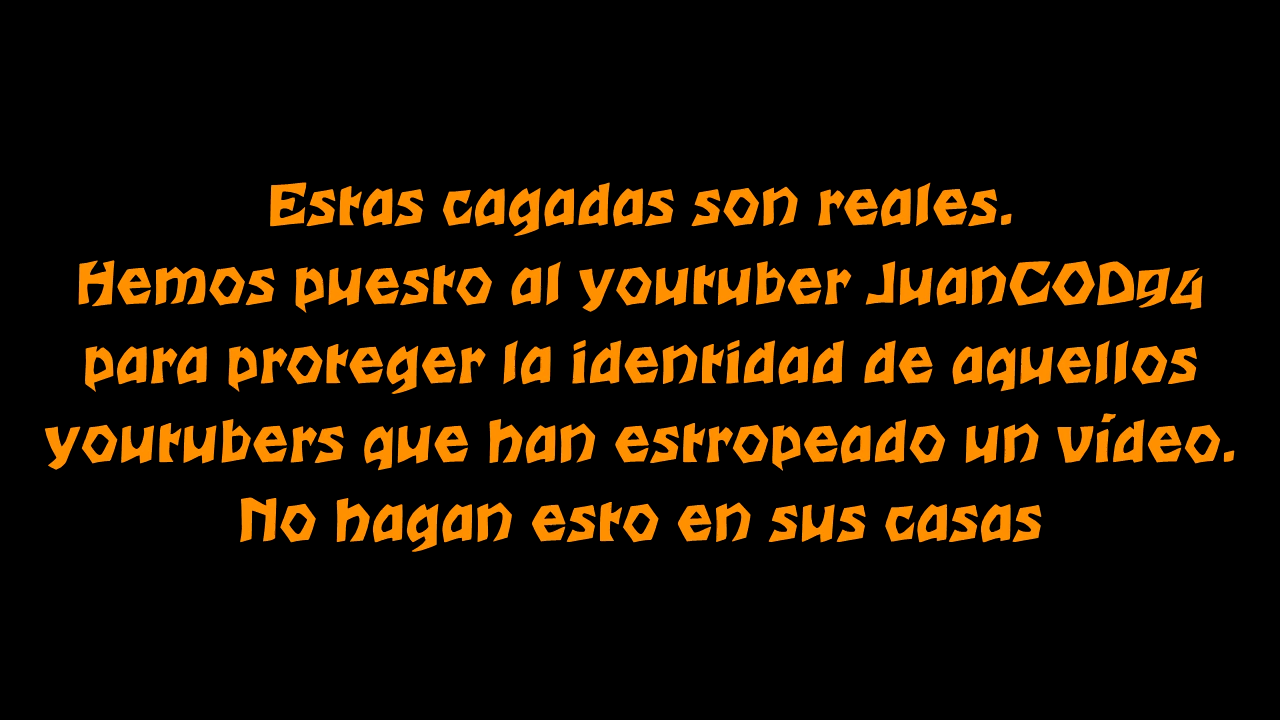 Estas cagadas son reales.
Hemos puesto al youtuber JuanCOD94
para proteger la identidad de aquellos
youtubers que han estropeado un vídeo.
No hagan esto en sus casas